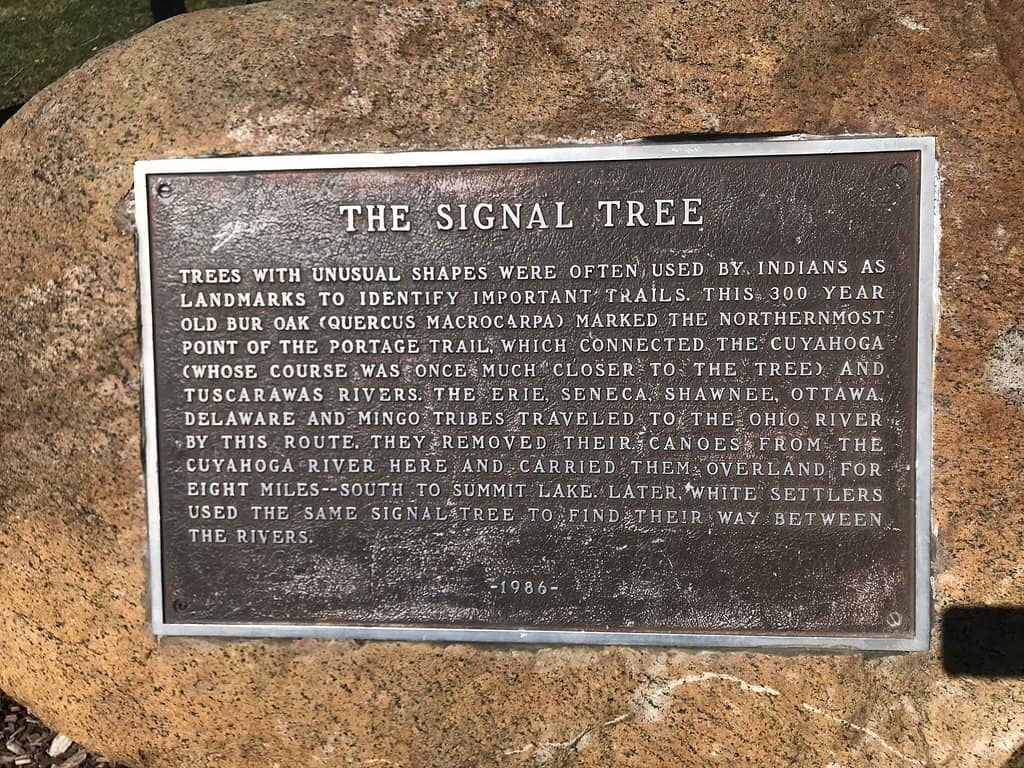 THE SIGNAL TREE
TREES WITH UNUSUAL SHAPES WERE OFTEN USED BY INDIANS AS
LANDMARKS TO IDENTIFY IMPORTANT TRAILS. THIS 300 YEAR
OLD BUR OAK (QUERCUS MACROCARPA) MARKED THE NORTHERNMOST
POINT OF THE PORTAGE TRAIL, WHICH CONNECTED THE CUYAHOGA
(WHOSE COURSE WAS ONCE MUCH CLOSER TO THE TREE) AND
TUSCARAWAS RIVERS. THE ERIE, SENECA, SHAWNEE, OTTAWA,
DELAWARE AND MINGO TRIBES TRAVELED TO THE OHIO RIVER
BY THIS ROUTE. THEY REMOVED THEIR CANOES FROM THE
CUYAHOGA RIVER HERE AND CARRIED THEM OVERLAND FOR
EIGHT MILES--SOUTH TO SUMMIT LAKE. LATER, WHITE SETTLERS
USED THE SAME SIGNAL TREE TO FIND THEIR WAY BETWEEN
THE RIVERS.
-1986-